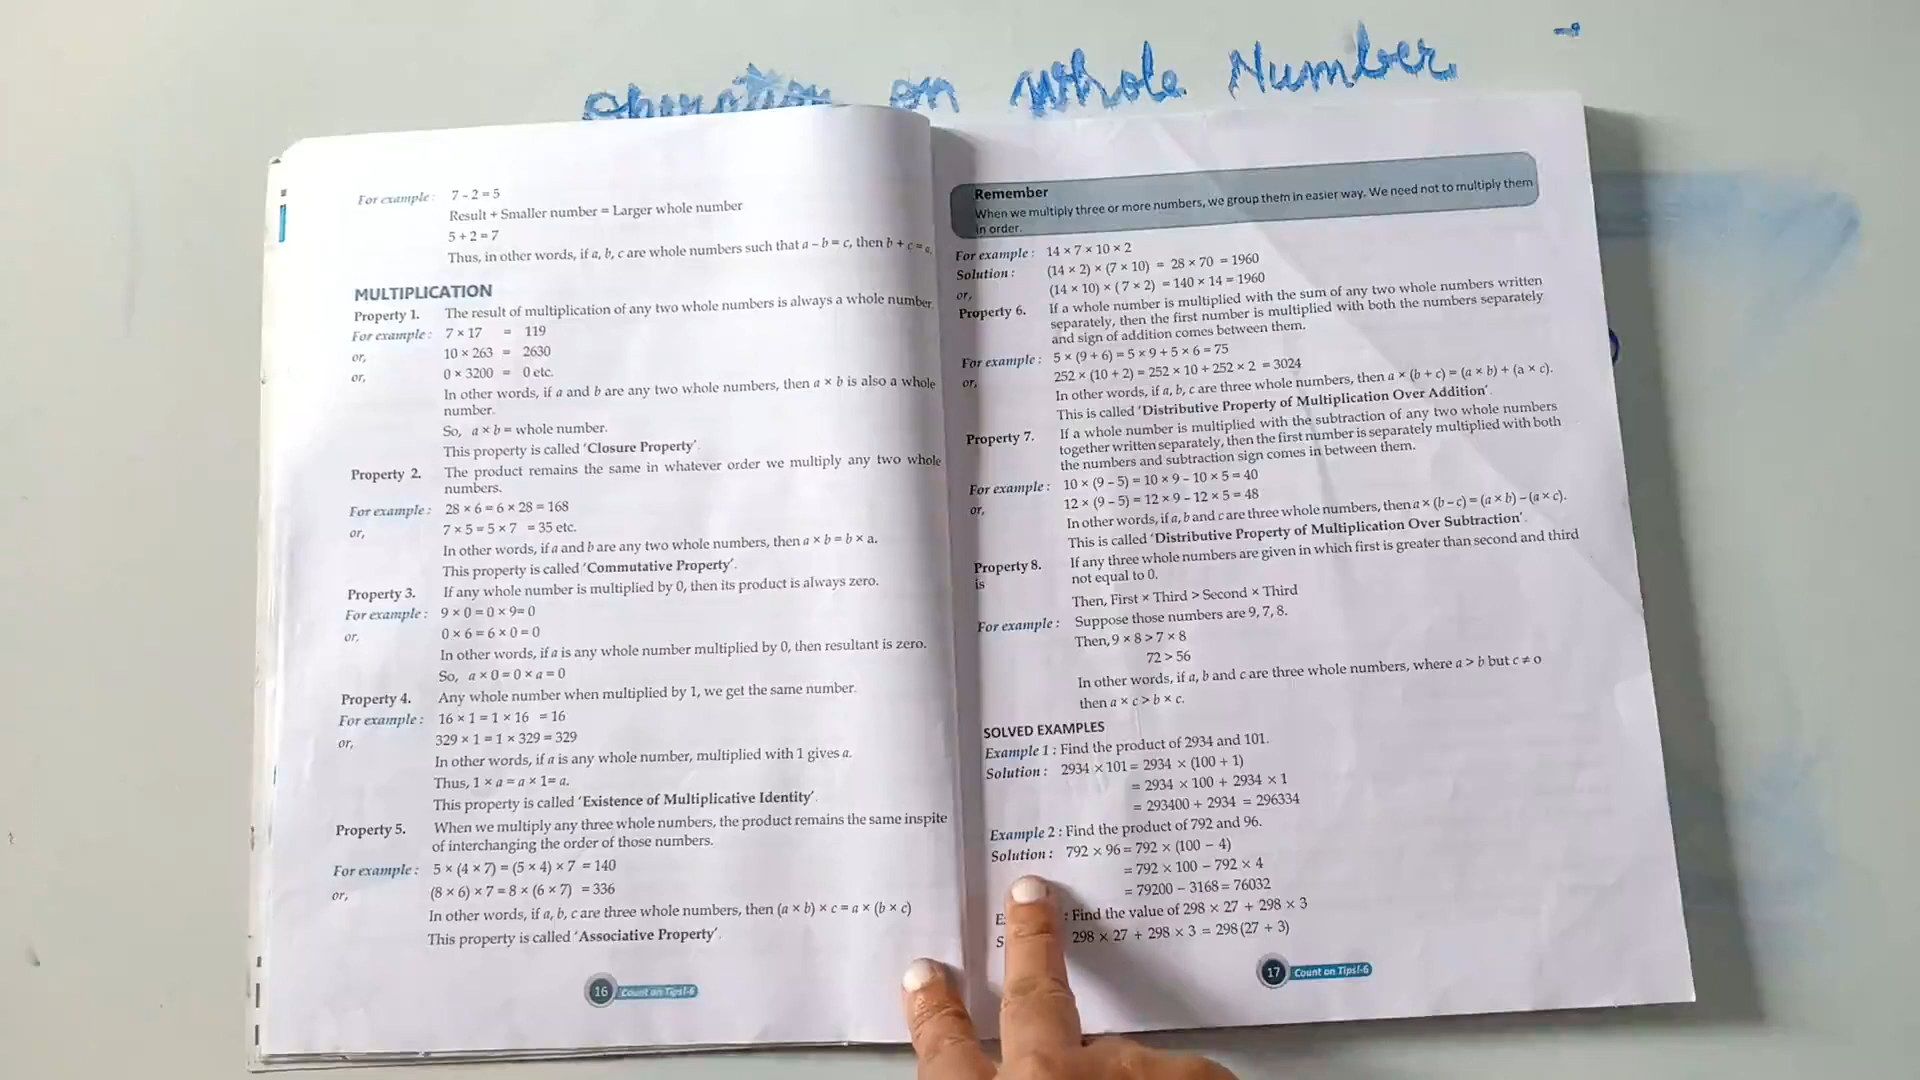 operation on whole Number
For example : 7 – 2 = 5
Result + Smaller number = Larger whole number
5 + 2 = 7
Thus, in other words, if a, b, c are whole numbers such that a – b = c, then b + c = a.
MULTIPLICATION
Property 1. The result of multiplication of any two whole numbers is always a whole number.
For example : 7 × 17 = 119
or, 10 × 263 = 2630
or, 0 × 3200 = 0 etc.
In other words, if a and b are any two whole numbers, then a × b is also a whole
number.
So, a × b = whole number.
This property is called 'Closure Property'.
Property 2. The product remains the same in whatever order we multiply any two whole
numbers.
For example : 28 × 6 = 6 × 28 = 168
or, 7 × 5 = 5 × 7 = 35 etc.
In other words, if a and b are any two whole numbers, then a × b = b × a.
This property is called 'Commutative Property'.
Property 3. If any whole number is multiplied by 0, then its product is always zero.
For example : 9 × 0 = 0 × 9= 0
or, 0 × 6 = 6 × 0 = 0
In other words, if a is any whole number multiplied by 0, then resultant is zero.
So, a × 0 = 0 × a = 0
Property 4. Any whole number when multiplied by 1, we get the same number.
For example : 16 × 1 = 1 × 16 = 16
or, 329 × 1 = 1 × 329 = 329
In other words, if a is any whole number, multiplied with 1 gives a.
Thus, 1 × a = a × 1= a.
This property is called 'Existence of Multiplicative Identity'.
Property 5. When we multiply any three whole numbers, the product remains the same inspite
of interchanging the order of those numbers.
For example : 5 × (4 × 7) = (5 × 4) × 7 = 140
or, (8 × 6) × 7 = 8 × (6 × 7) = 336
In other words, if a, b, c are three whole numbers, then (a × b) × c = a × (b × c)
This property is called 'Associative Property'.
16 Count on Tips!-6
Remember
When we multiply three or more numbers, we group them in easier way. We need not to multiply them
in order.
For example : 14 × 7 × 10 × 2
Solution : (14 × 2) × (7 × 10) = 28 × 70 = 1960
or, (14 × 10) × ( 7 × 2) = 140 × 14 = 1960
Property 6. If a whole number is multiplied with the sum of any two whole numbers written
separately, then the first number is multiplied with both the numbers separately
and sign of addition comes between them.
For example : 5 × (9 + 6) = 5 × 9 + 5 × 6 = 75
or, 252 × (10 + 2) = 252 × 10 + 252 × 2 = 3024
In other words, if a, b, c are three whole numbers, then a × (b + c) = (a × b) + (a × c).
This is called 'Distributive Property of Multiplication Over Addition'.
Property 7. If a whole number is multiplied with the subtraction of any two whole numbers
together written separately, then the first number is separately multiplied with both
the numbers and subtraction sign comes in between them.
For example : 10 × (9 – 5) = 10 × 9 – 10 × 5 = 40
or, 12 × (9 – 5) = 12 × 9 – 12 × 5 = 48
In other words, if a, b and c are three whole numbers, then a × (b – c) = (a × b) – (a × c).
This is called 'Distributive Property of Multiplication Over Subtraction'.
Property 8. If any three whole numbers are given in which first is greater than second and third
is not equal to 0.
Then, First × Third > Second × Third
For example : Suppose those numbers are 9, 7, 8.
Then, 9 × 8 > 7 × 8
72 > 56
In other words, if a, b and c are three whole numbers, where a > b but c ≠ o
then a × c > b × c.
SOLVED EXAMPLES
Example 1 : Find the product of 2934 and 101.
Solution : 2934 × 101 = 2934 × (100 + 1)
= 2934 × 100 + 2934 × 1
= 293400 + 2934 = 296334
Example 2 : Find the product of 792 and 96.
Solution : 792 × 96 = 792 × (100 – 4)
= 792 × 100 – 792 × 4
= 79200 – 3168 = 76032
: Find the value of 298 × 27 + 298 × 3
298 × 27 + 298 × 3 = 298 (27 + 3)
17 Count on Tips!-6